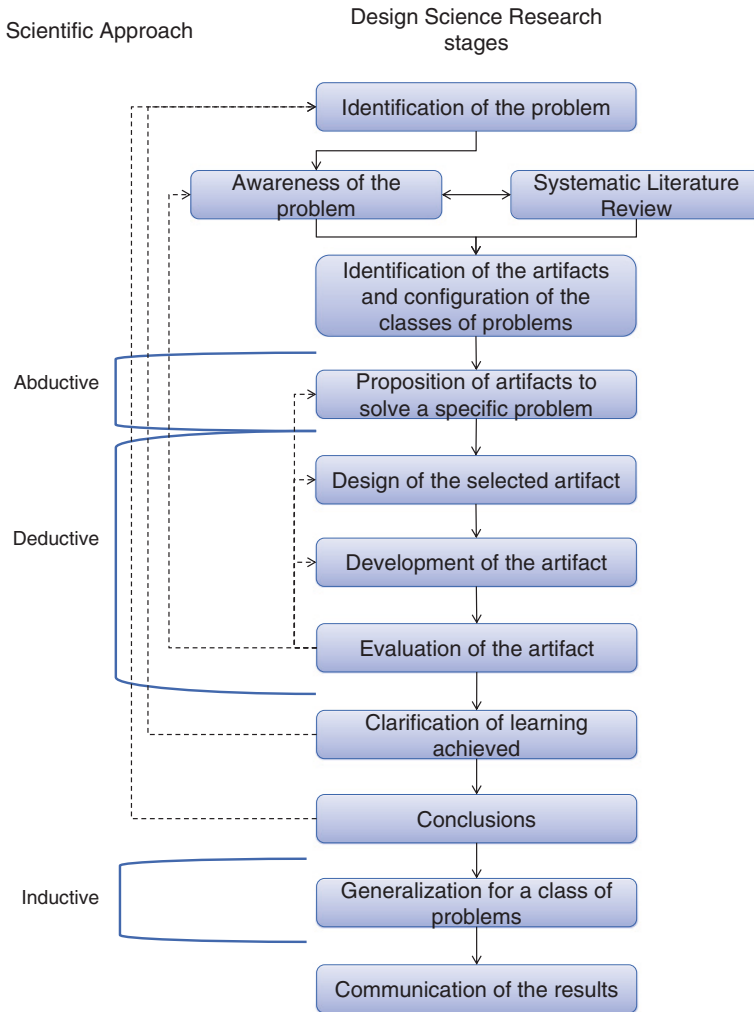 Scientific Approach
Design Science Research
stages
Identification of the problem
Awareness of the
problem
Systematic Literature
Review
Identification of the artifacts
and configuration of the
classes of problems
Abductive
Proposition of artifacts to
solve a specific problem
Design of the selected artifact
Deductive
Development of the artifact
Evaluation of the artifact
Clarification of learning
achieved
Conclusions
Inductive
Generalization for a class of
problems
Communication of the results